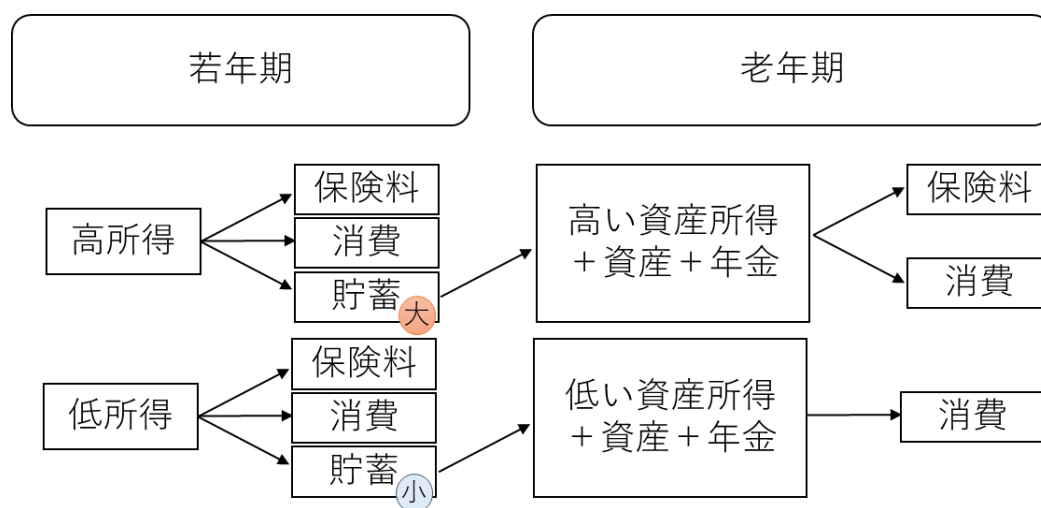 若年期
老年期
高所得
保険料
消費
貯蓄
大
高い資産所得
＋資産＋年金
保険料
消費
低所得
保険料
消費
貯蓄
小
低い資産所得
＋資産＋年金
消費